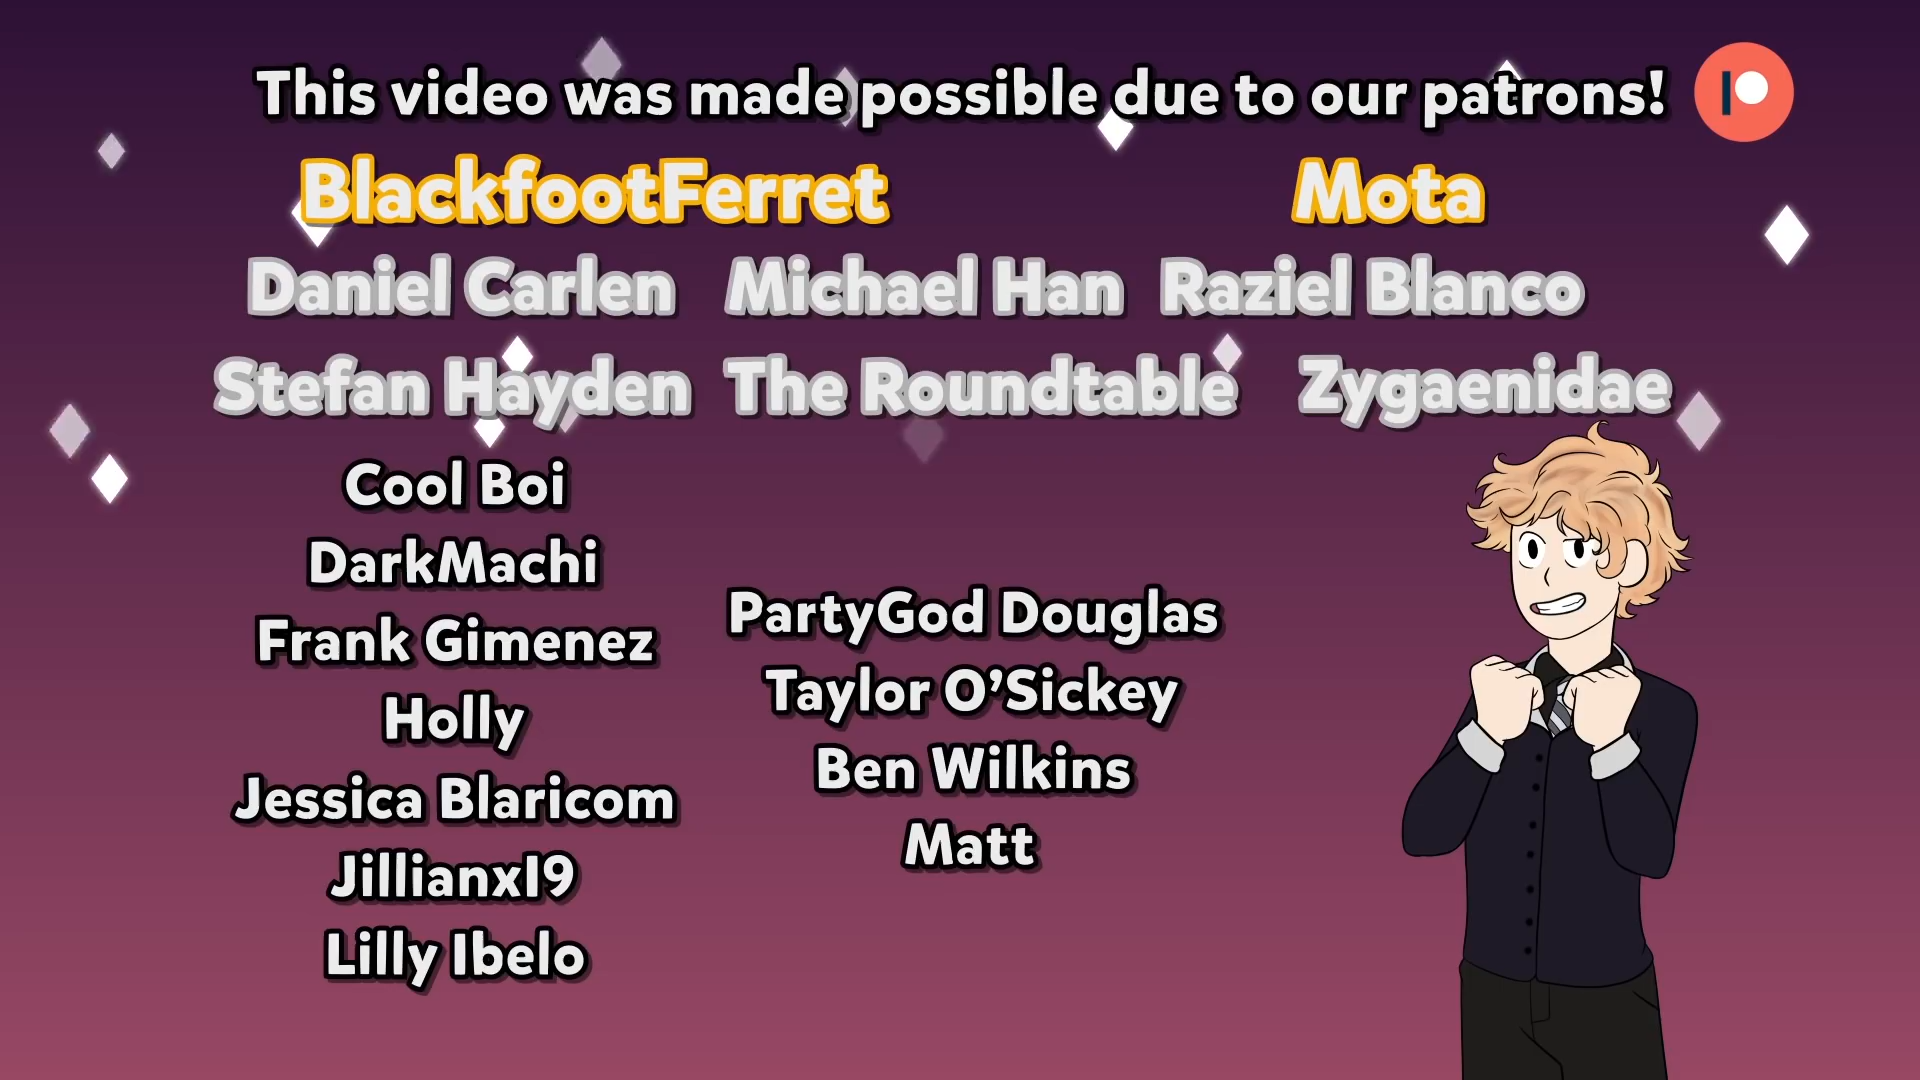 This video was made possible due to our patrons!
BlackfootFerret Mota
Daniel Carlen Michael Han Raziel Blanco
Stefan Hayden The Roundtable Zygaenidae
Cool Boi
DarkMachi
Frank Gimenez
Holly
Jessica Blaricom
Jillianx19
Lilly Ibelo
PartyGod Douglas
Taylor O’Sickey
Ben Wilkins
Matt